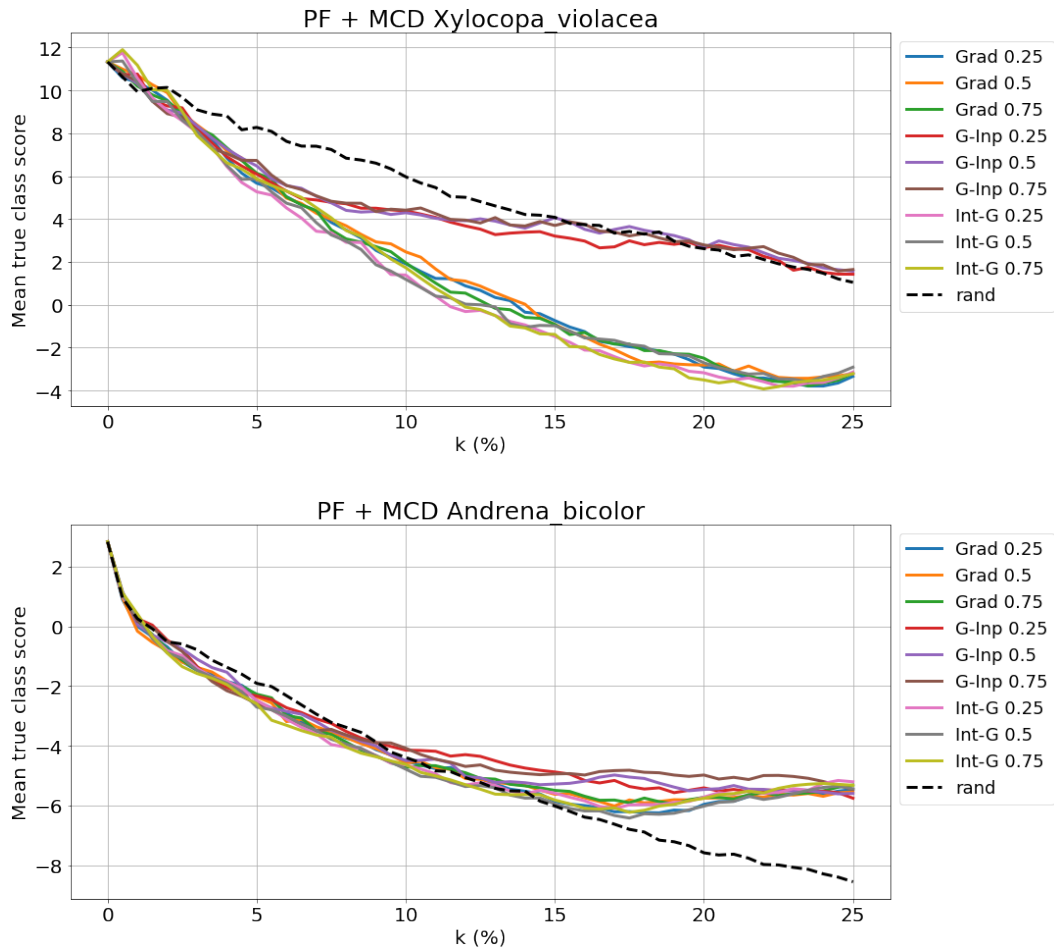 PF + MCD Xylocopa_violacea
12
10
8
6
4
2
0
−2
−4
Mean true class score
0 5 10 15 20 25
k (%)
Grad 0.25
Grad 0.5
Grad 0.75
G-Inp 0.25
G-Inp 0.5
G-Inp 0.75
Int-G 0.25
Int-G 0.5
Int-G 0.75
rand
PF + MCD Andrena_bicolor
2
0
−2
−4
−6
−8
Mean true class score
0 5 10 15 20 25
k (%)
Grad 0.25
Grad 0.5
Grad 0.75
G-Inp 0.25
G-Inp 0.5
G-Inp 0.75
Int-G 0.25
Int-G 0.5
Int-G 0.75
rand